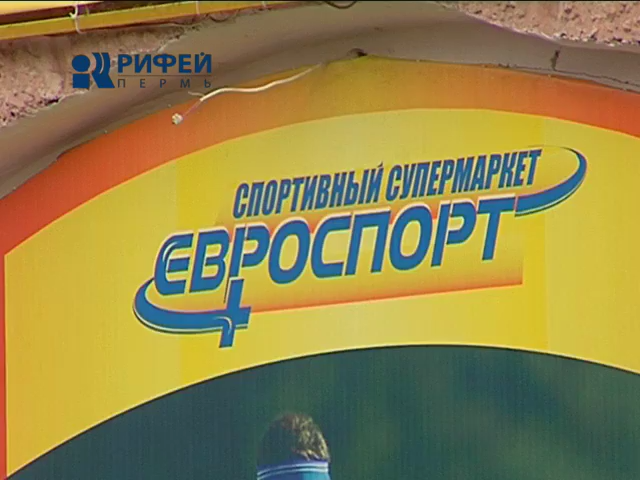 РИФЕЙ
ПЕРМЬ
СПОРТИВНЫЙ СУПЕРМАРКЕТ
ЕВРОСПОРТ